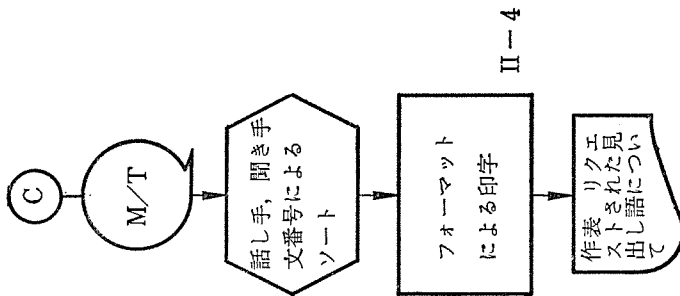 C
M/T
話し手，聞き手
文番号による
ソート
フォーマット
による印字
II－4
作表　リクエ
ストされた見
出し語につい
て